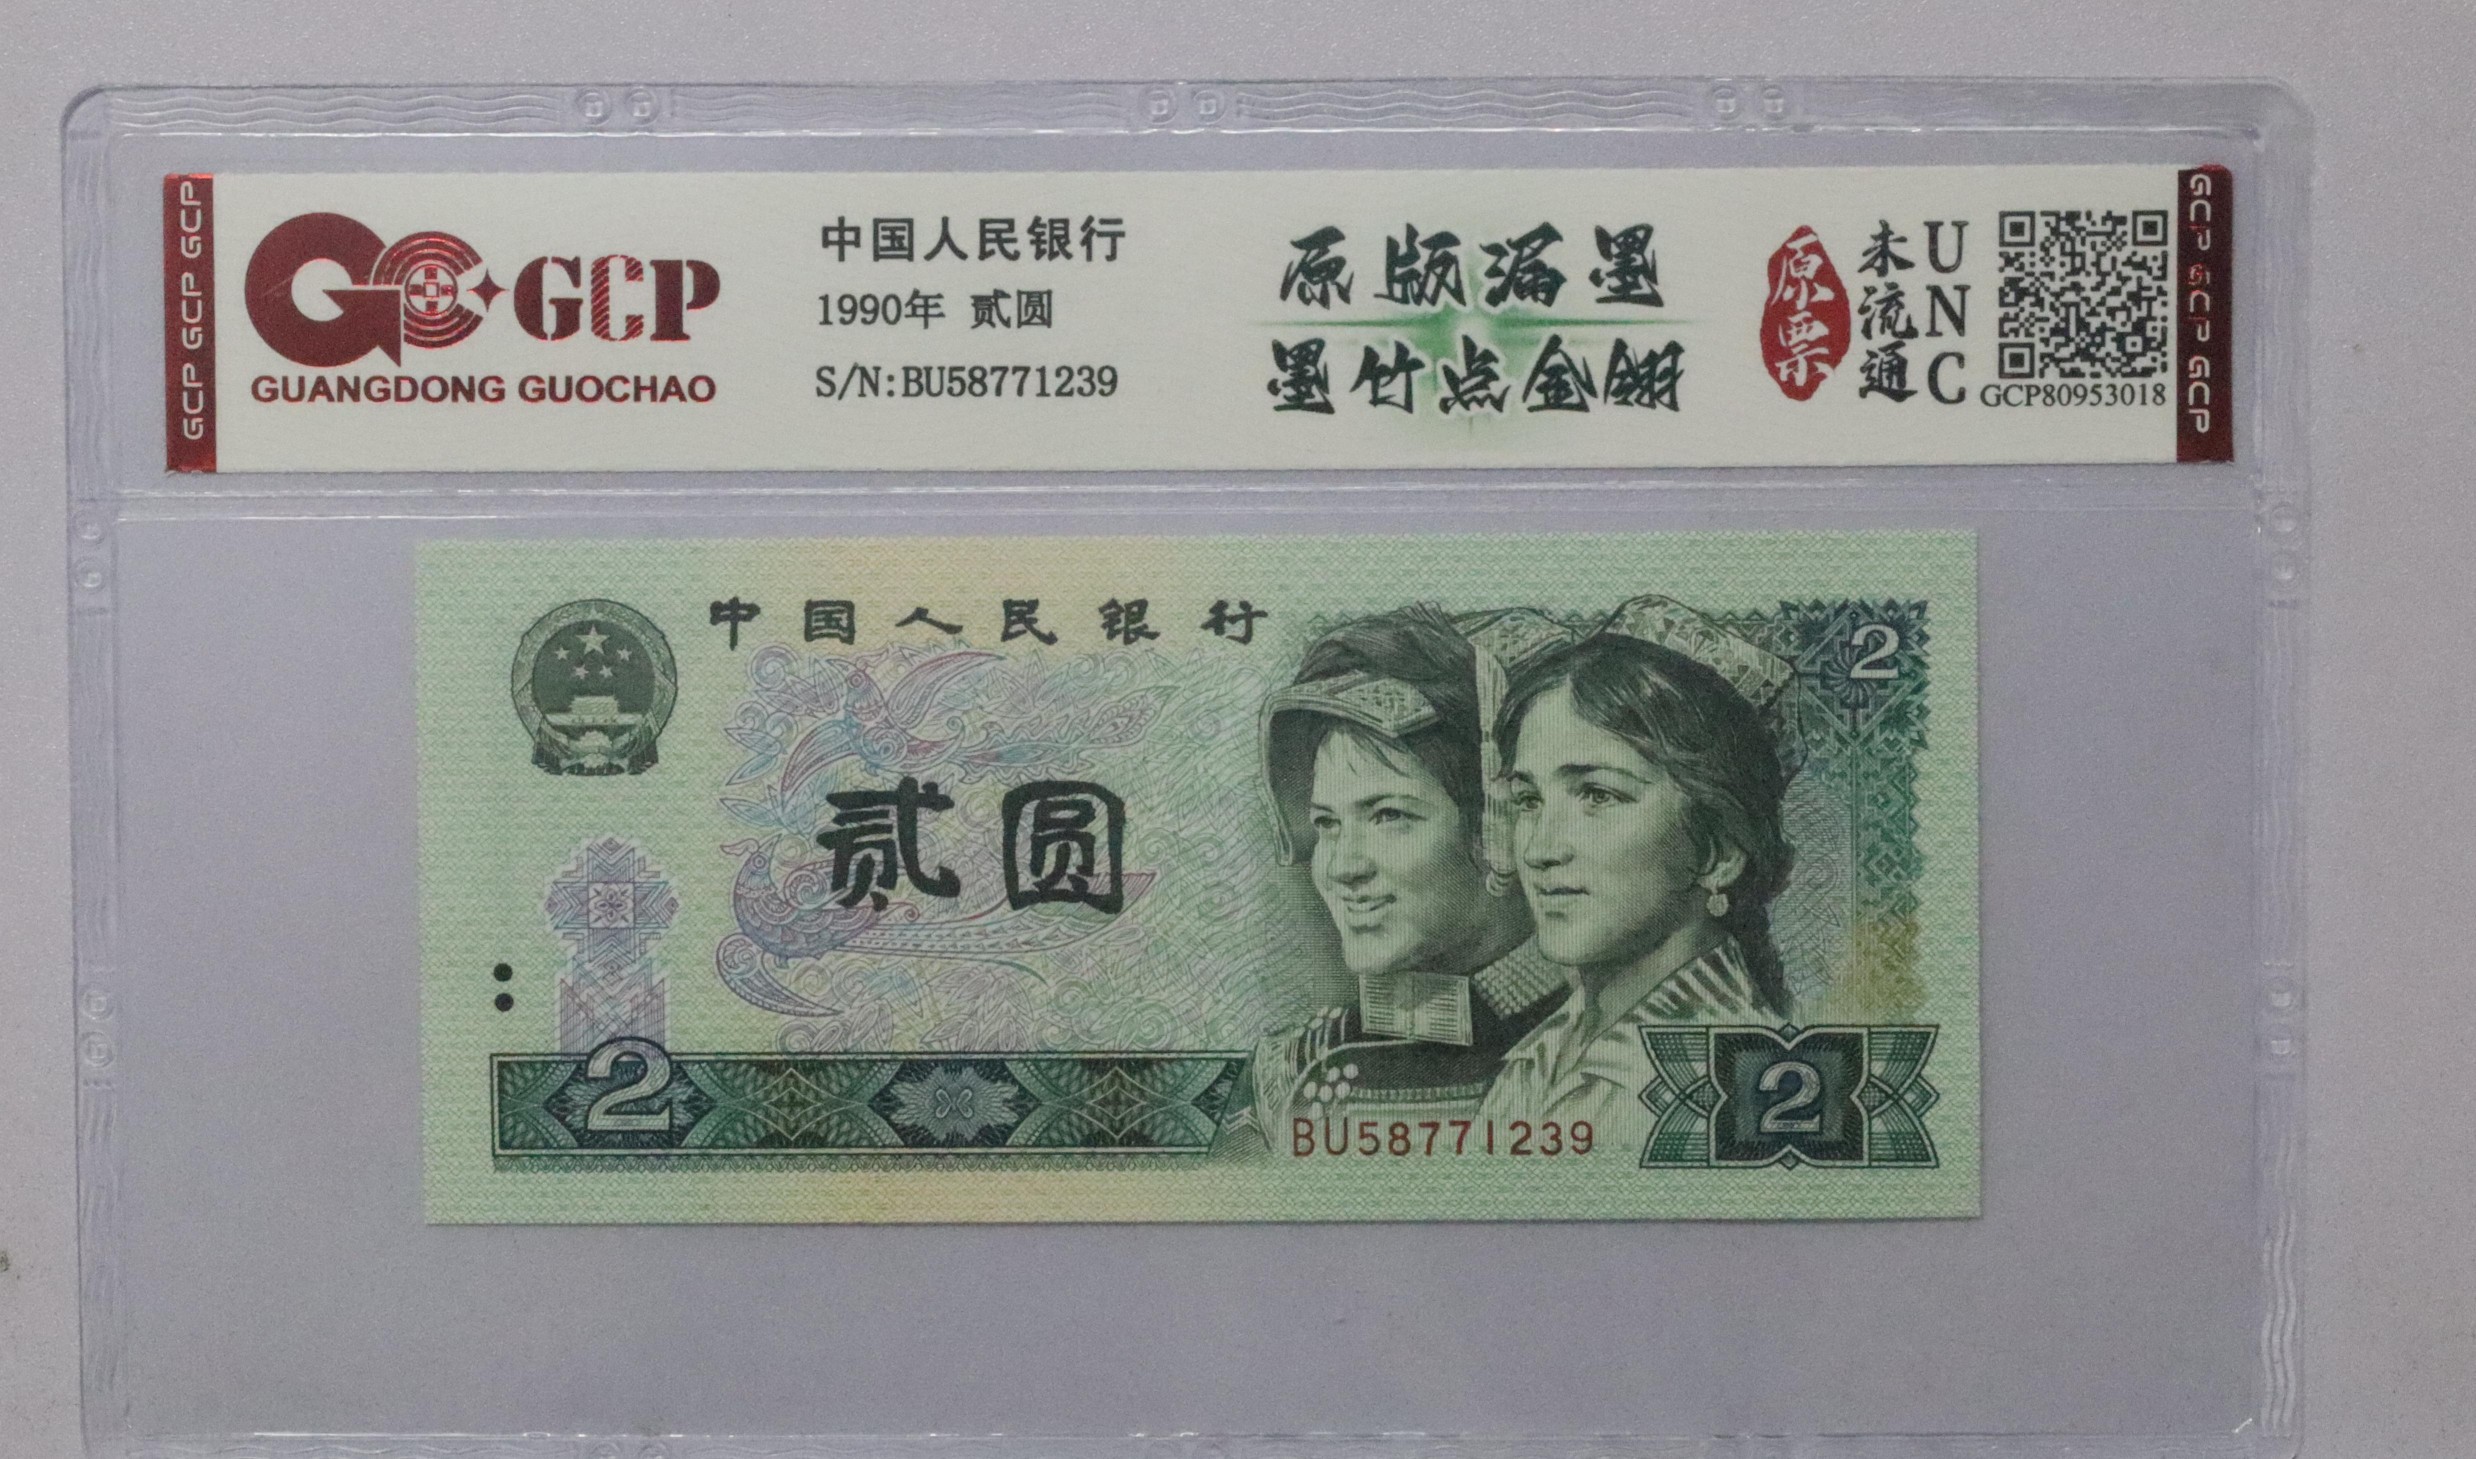 GCP GCP GCP
GCP
GUANGDONG GUOCHAO
中国人民银行
1990年 贰圆
S/N:BU58771239
原版漏墨
墨竹点金翎
原票
未流通
UNC
GCP80953018
GCP GCP GCP
中国人民银行
2
贰圆
2
BU58771239
2